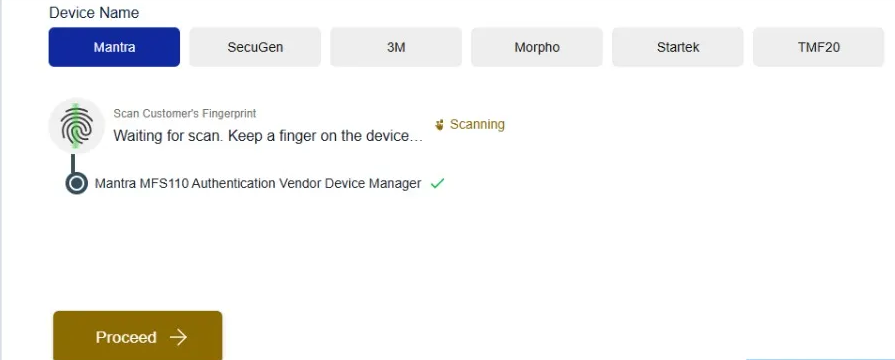 Device Name
Mantra SecuGen 3M Morpho Startek TMF20
Scan Customer's Fingerprint
Waiting for scan. Keep a finger on the device... Scanning
Mantra MFS110 Authentication Vendor Device Manager
Proceed